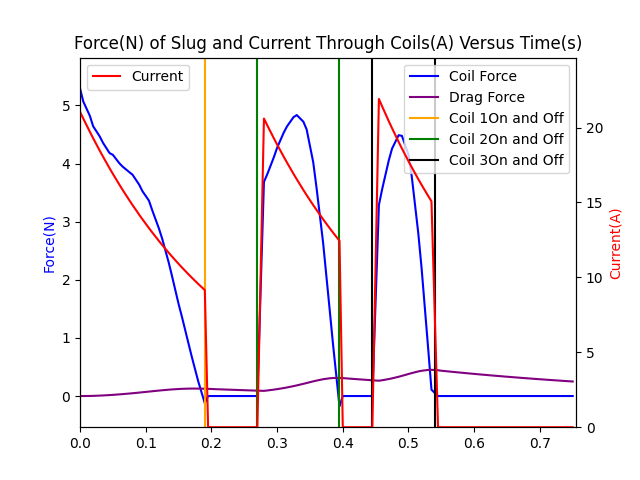 Force(N) of Slug and Current Through Coils(A) Versus Time(s)
Current
Coil Force
Drag Force
Coil 1On and Off
Coil 2On and Off
Coil 3On and Off
Force(N)
5
4
3
2
1
0
Current(A)
20
15
10
5
0
0.0 0.1 0.2 0.3 0.4 0.5 0.6 0.7